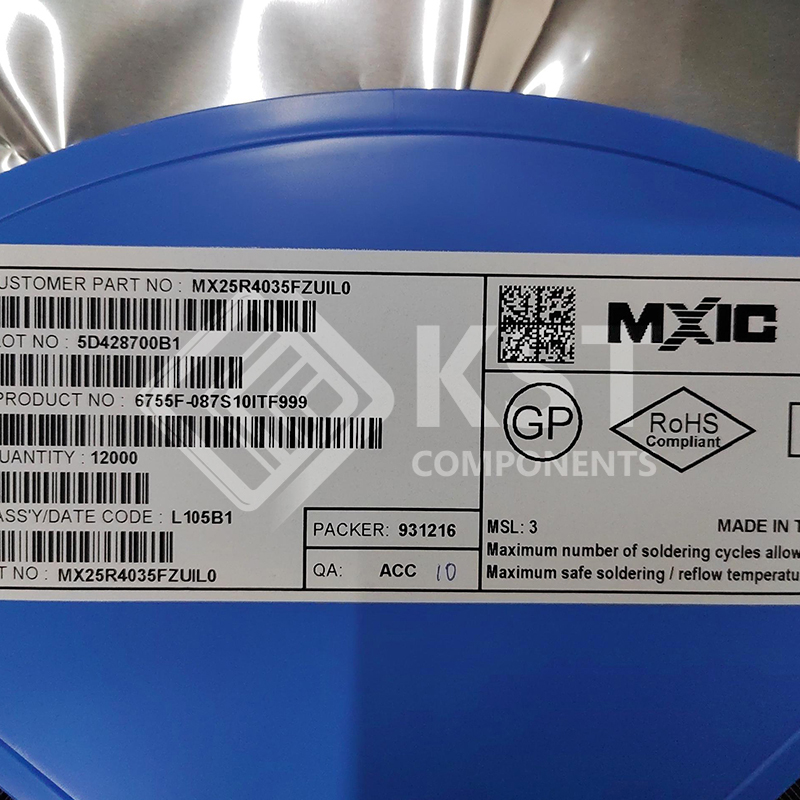 USTOMER PART NO : MX25R4035FZUIL0
LOT NO : 5D428700B1
PRODUCT NO : 6755F-087S10ITF999
UANTITY : 12000
ASS'Y/DATE CODE : L105B1
T NO : MX25R4035FZUIL0
PACKER: 931216
QA: ACC 10
MXIC
GP
RoHS
Compliant
MSL: 3 MADE IN T
Maximum number of soldering cycles allow
Maximum safe soldering / reflow temperatu
KST
COMPONENTS